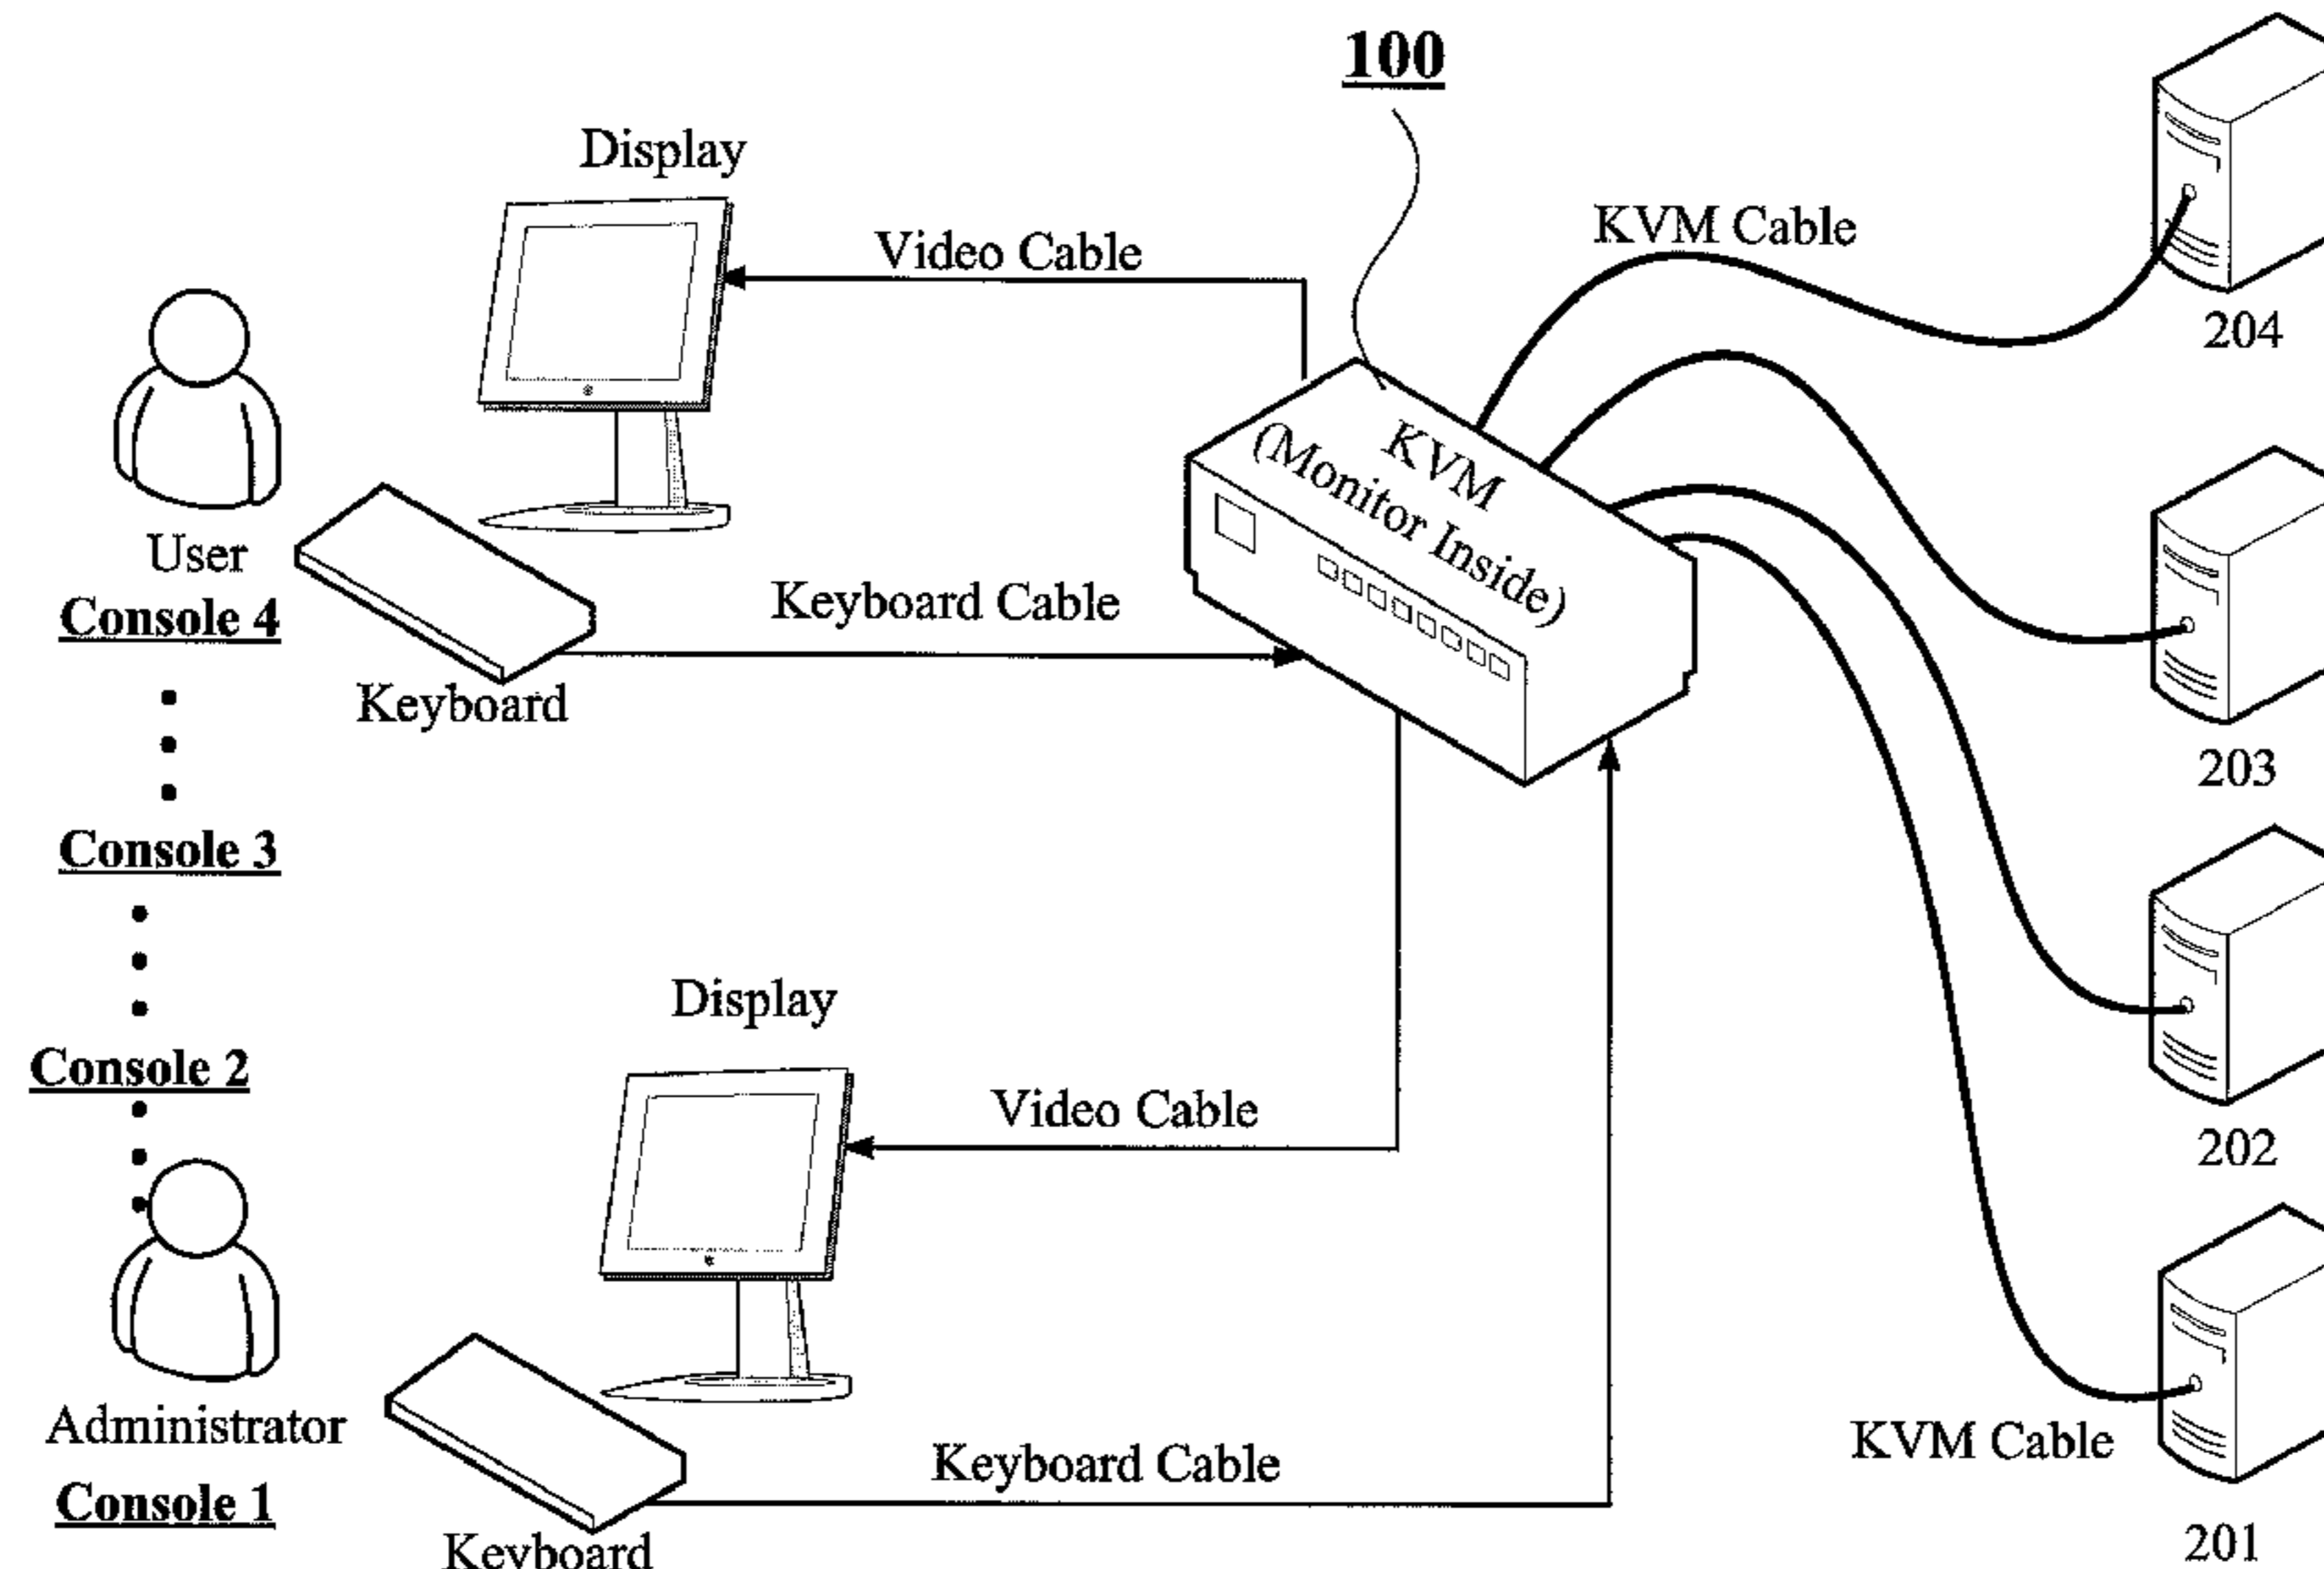 100
Display
Video Cable
KVM Cable
204
KVM
(Monitor Inside)
User
Console 4
Keyboard Cable
Keyboard
203
Console 3
Display
Console 2
Video Cable
202
Administrator
Console 1
Keyboard Cable
KVM Cable
Keyboard
201